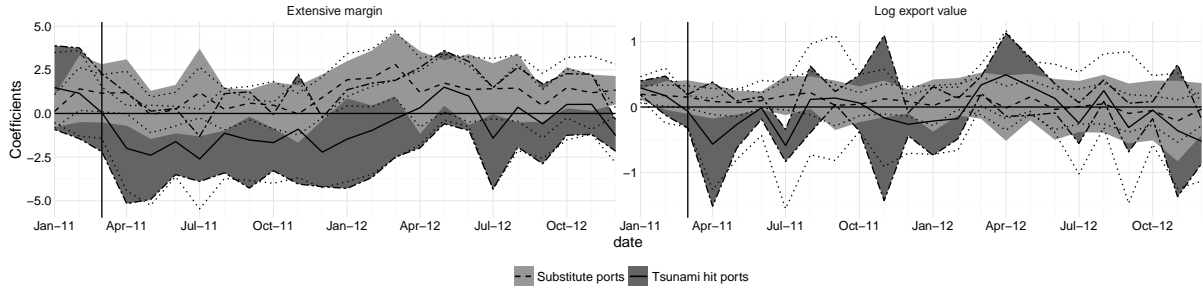 Extensive margin
Log export value
Coefficients
5.0
2.5
0.0
−2.5
−5.0
1
0
−1
Jan−11 Apr−11 Jul−11 Oct−11 Jan−12 Apr−12 Jul−12 Oct−12
Jan−11 Apr−11 Jul−11 Oct−11 Jan−12 Apr−12 Jul−12 Oct−12
date
Substitute ports Tsunami hit ports